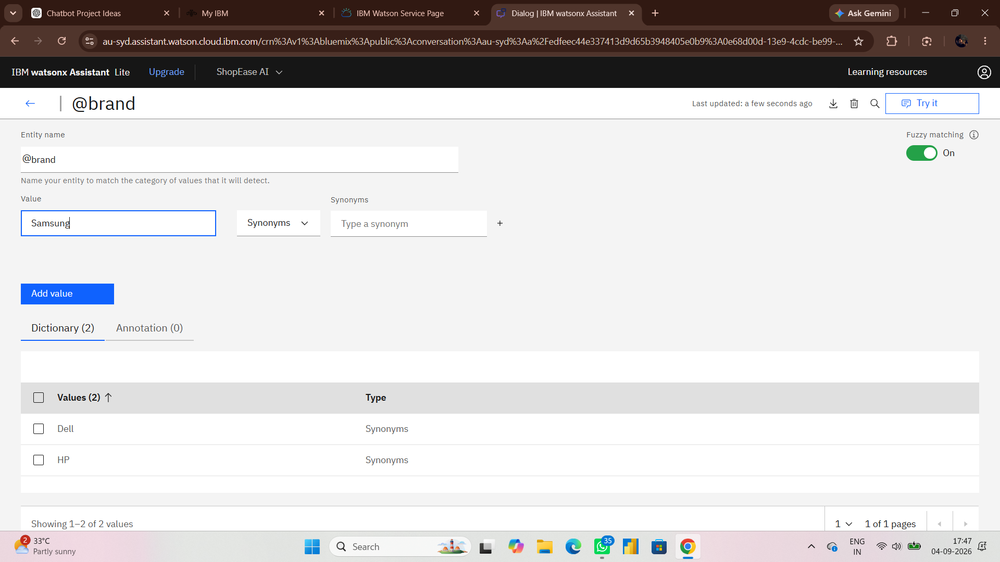 Chatbot Project Ideas
My IBM
IBM Watson Service Page
Dialog | IBM watsonx Assistant
Ask Gemini
au-syd.assistant.watson.cloud.ibm.com/crn%3Av1%3Abluemix%3Apublic%3Aconversation%3Aau-syd%3Aa%2Fedfeec44e337413d9d65b3948405e0b9%3A0e68d00d-13e9-4cdc-be99-...
IBM watsonx Assistant Lite
Upgrade
ShopEase AI
Learning resources
@brand
Last updated: a few seconds ago
Try it
Entity name
Fuzzy matching
@brand
On
Name your entity to match the category of values that it will detect.
Value
Synonyms
Samsung
Synonyms
Type a synonym
+
Add value
Dictionary (2)
Annotation (0)
Values (2)
Type
Dell
Synonyms
HP
Synonyms
Showing 1–2 of 2 values
1
1 of 1 pages
2
33°C
Partly sunny
Search
35
ENG
IN
17:47
04-09-2026